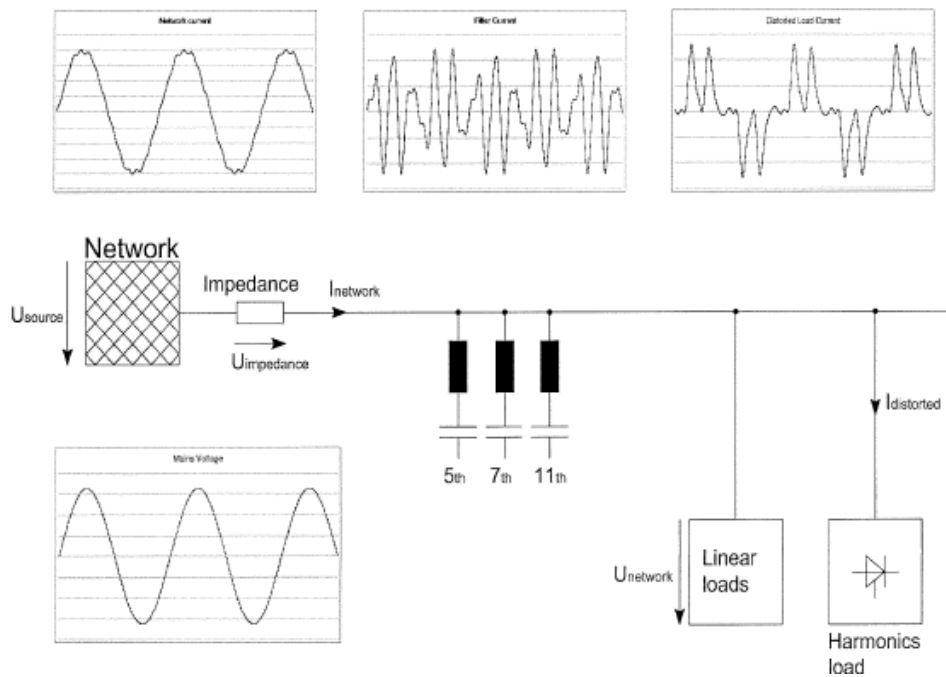 Network current
Filter Current
Distorted Load Current
Network
Impedance
Inetwork
Usource
Uimpedance
Idistorted
Mains Voltage
5th 7th 11th
Unetwork
Linear
loads
Harmonics
load